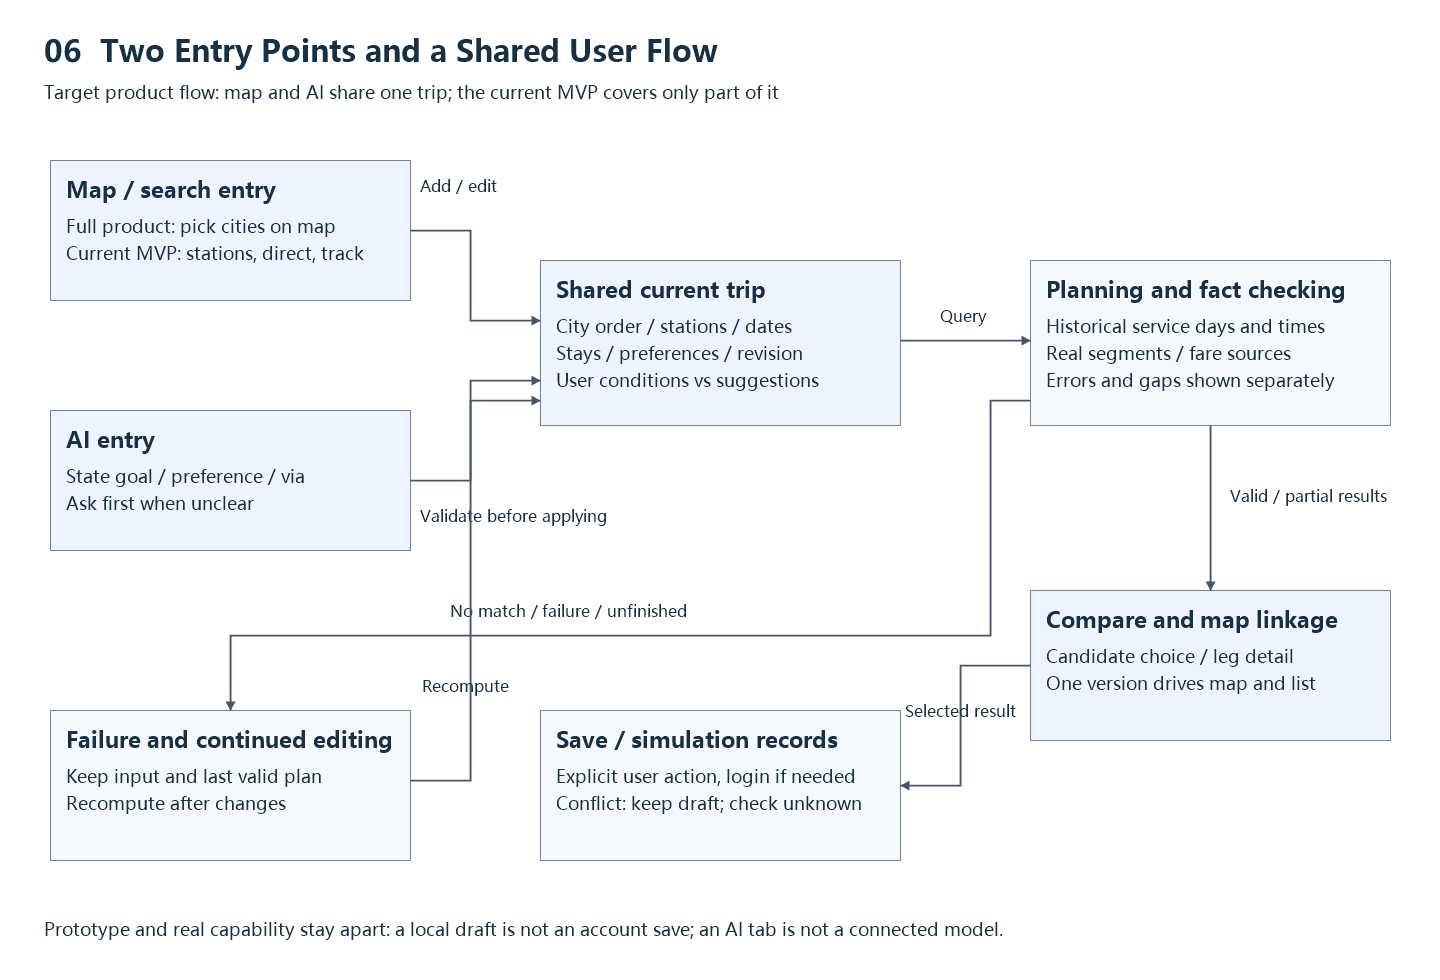 06 Two Entry Points and a Shared User Flow
Target product flow: map and AI share one trip; the current MVP covers only part of it
Map / search entry
Full product: pick cities on map
Current MVP: stations, direct, track
Add / edit
Shared current trip
City order / stations / dates
Stays / preferences / revision
User conditions vs suggestions
Query
Planning and fact checking
Historical service days and times
Real segments / fare sources
Errors and gaps shown separately
AI entry
State goal / preference / via
Ask first when unclear
Validate before applying
Valid / partial results
No match / failure / unfinished
Compare and map linkage
Candidate choice / leg detail
One version drives map and list
Recompute
Selected result
Failure and continued editing
Keep input and last valid plan
Recompute after changes
Save / simulation records
Explicit user action, login if needed
Conflict: keep draft; check unknown
Prototype and real capability stay apart: a local draft is not an account save; an AI tab is not a connected model.